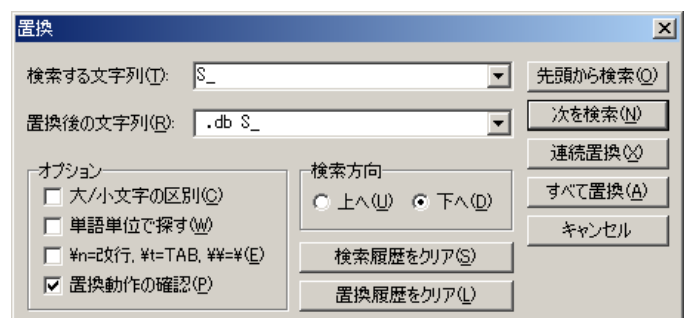 置換
検索する文字列(T): S_
置換後の文字列(R): .db S_
オプション
大/小文字の区別(C)
単語単位で探す(W)
¥n=改行, ¥t=TAB, ¥¥=¥(E)
置換動作の確認(P)
検索方向
上へ(U) 下へ(D)
検索履歴をクリア(S)
置換履歴をクリア(L)
先頭から検索(O)
次を検索(N)
連続置換(X)
すべて置換(A)
キャンセル